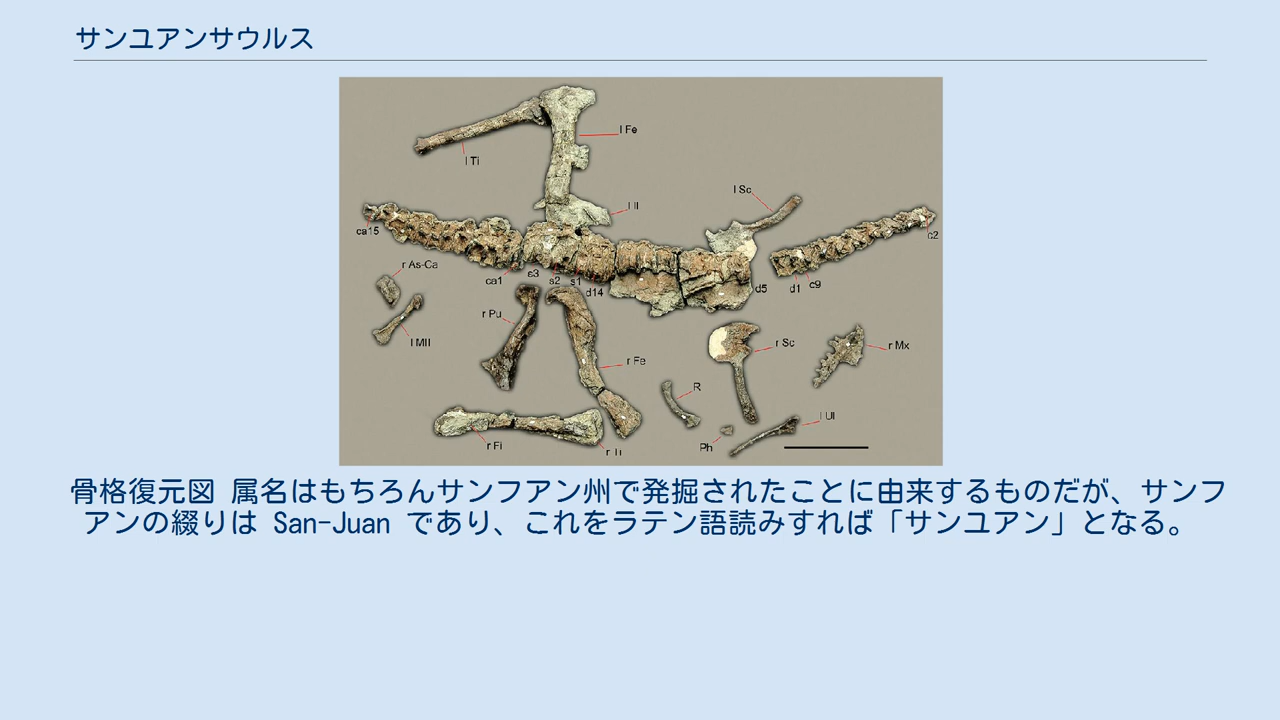 サンユアンサウルス
l Fe
l Ti
l Sc
l Il
ca15
c2
r As-Ca
ca1
s3
s2
s1
d14
d5
d1
c9
r Pu
l MII
r Fe
r Sc
r Mx
R
l Ul
r Fi
r Ti
Ph
骨格復元図 属名はもちろんサンフアン州で発掘されたことに由来するものだが、サンフ
アンの綴りは San-Juan であり、これをラテン語読みすれば「サンユアン」となる。